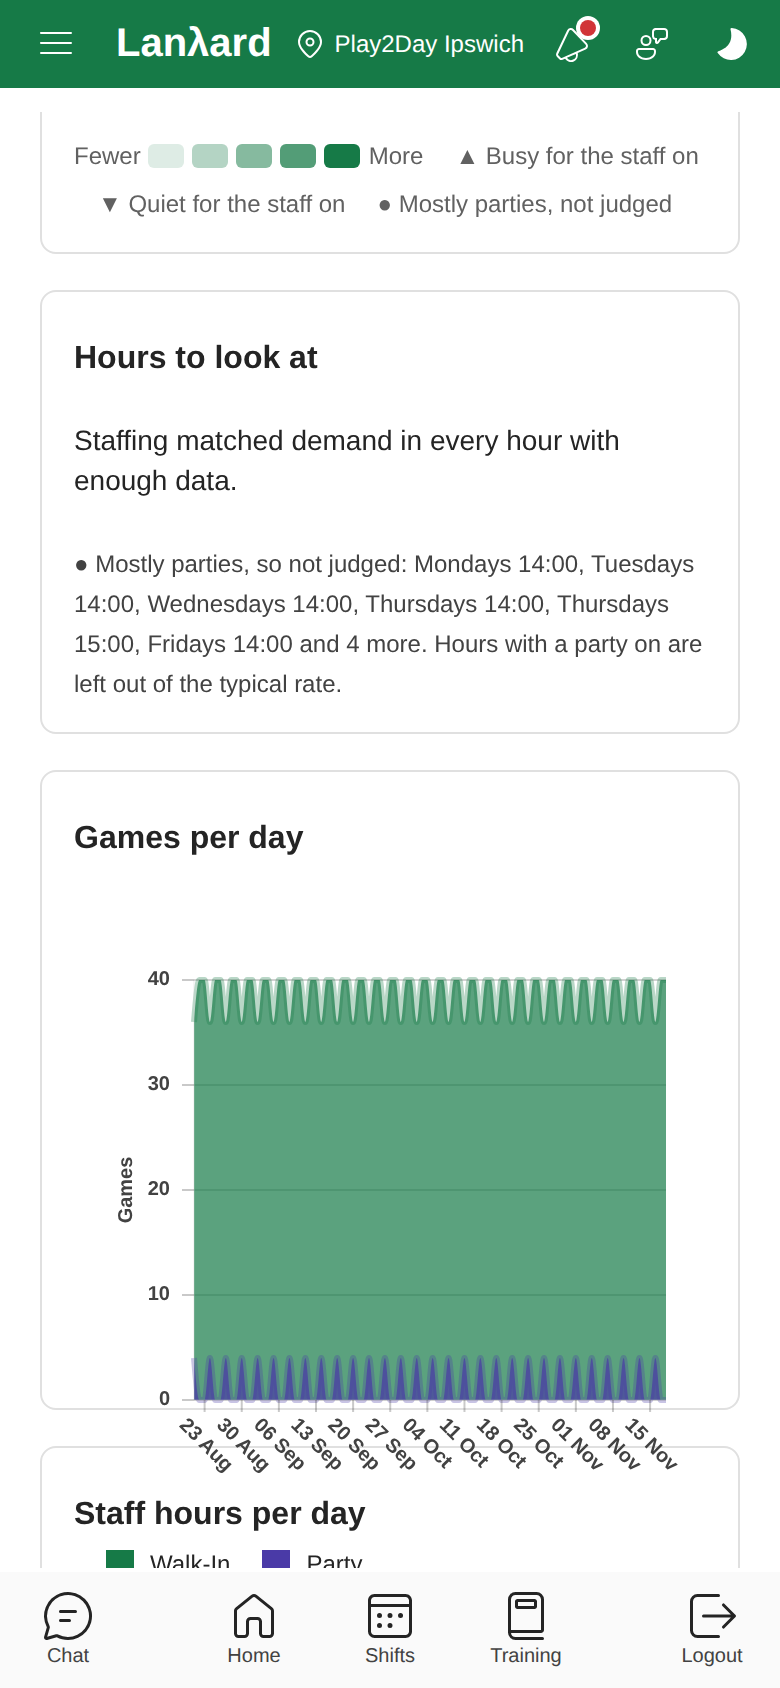 Lanλard
Play2Day Ipswich
Fewer More ▲ Busy for the staff on
▼ Quiet for the staff on ● Mostly parties, not judged
Hours to look at
Staffing matched demand in every hour with
enough data.
● Mostly parties, so not judged: Mondays 14:00, Tuesdays
14:00, Wednesdays 14:00, Thursdays 14:00, Thursdays
15:00, Fridays 14:00 and 4 more. Hours with a party on are
left out of the typical rate.
Games per day
40
30
20
10
0
Games
23 Aug 30 Aug 06 Sep 13 Sep 20 Sep 27 Sep 04 Oct 11 Oct 18 Oct 25 Oct 01 Nov 08 Nov 15 Nov
Staff hours per day
Walk-In Party
Chat Home Shifts Training Logout